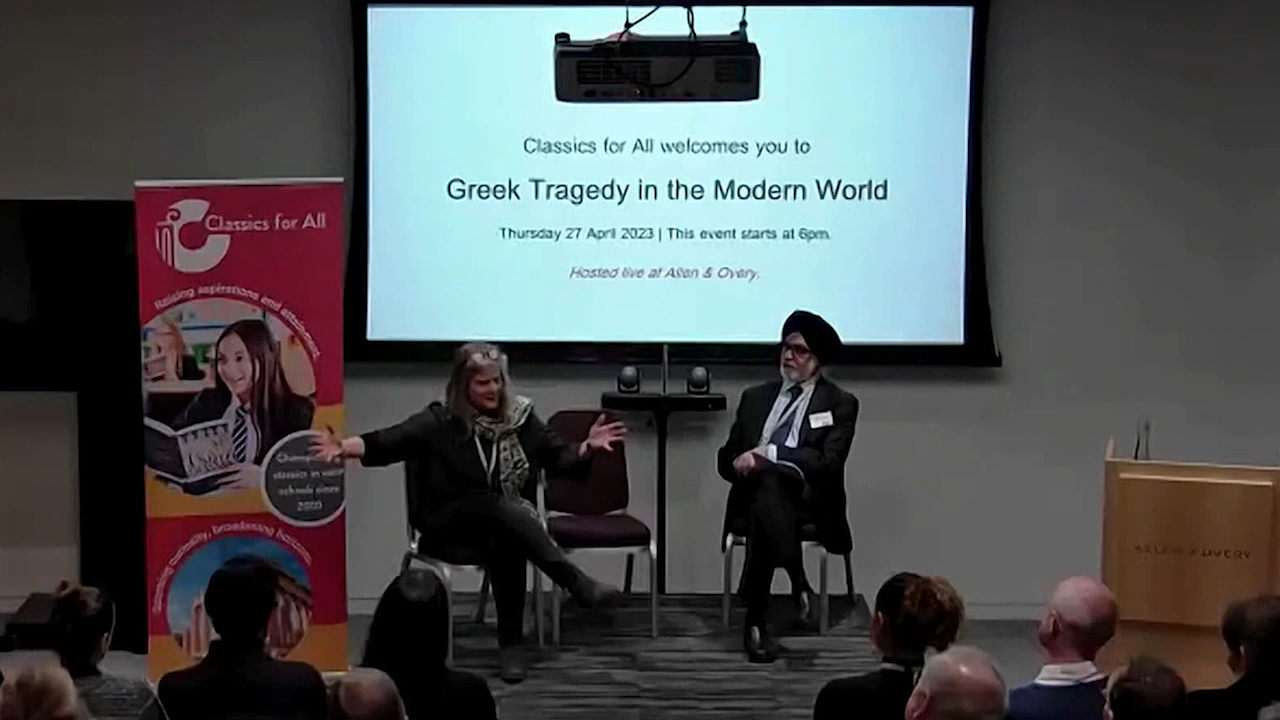 Classics for All welcomes you to
Greek Tragedy in the Modern World
Thursday 27 April 2023 | This event starts at 6pm.
Hosted live at Allen & Overy.
Classics for All
Raising aspirations and attainment
classics in state
schools since
2010
broadening horizons
ALLEN & OVERY